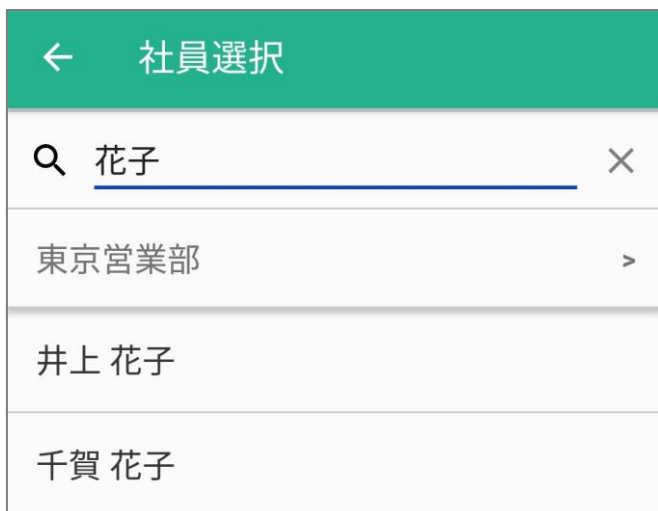 社員選択
花子
東京営業部
井上 花子
千賀 花子